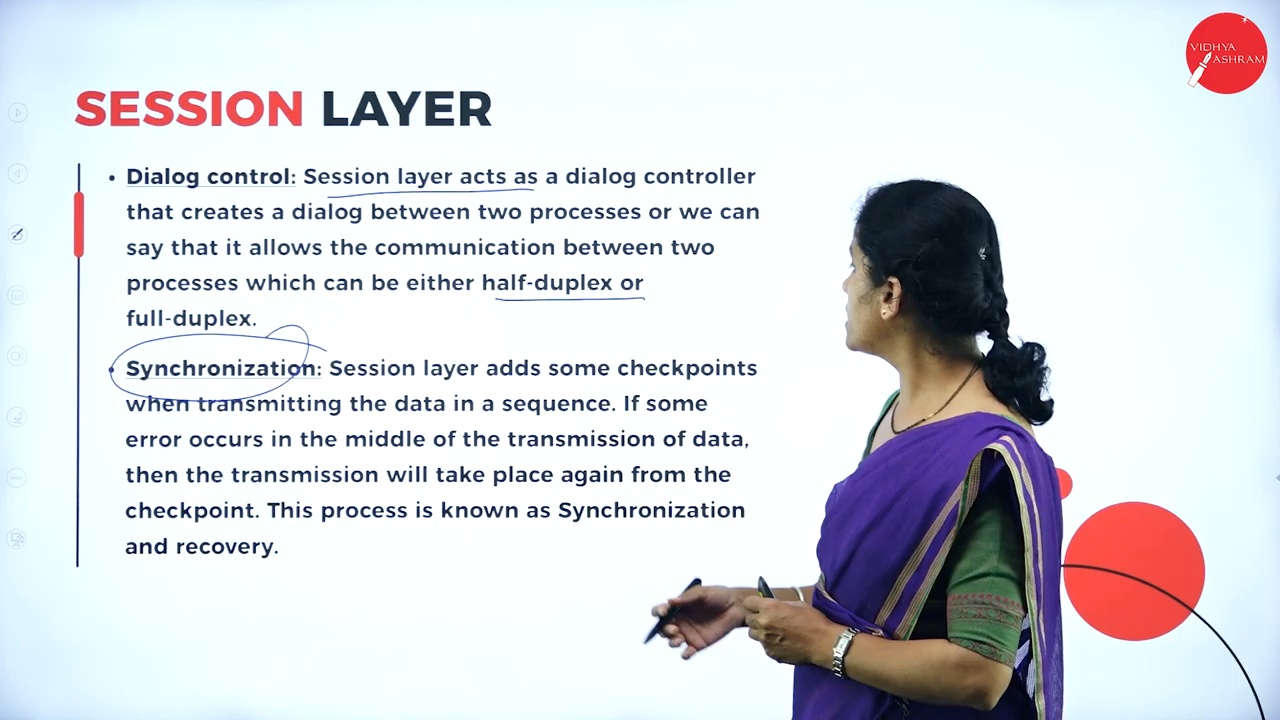 VIDHYA
ASHRAM
SESSION LAYER
• Dialog control: Session layer acts as a dialog controller
that creates a dialog between two processes or we can
say that it allows the communication between two
processes which can be either half-duplex or
full-duplex.
• Synchronization: Session layer adds some checkpoints
when transmitting the data in a sequence. If some
error occurs in the middle of the transmission of data,
then the transmission will take place again from the
checkpoint. This process is known as Synchronization
and recovery.